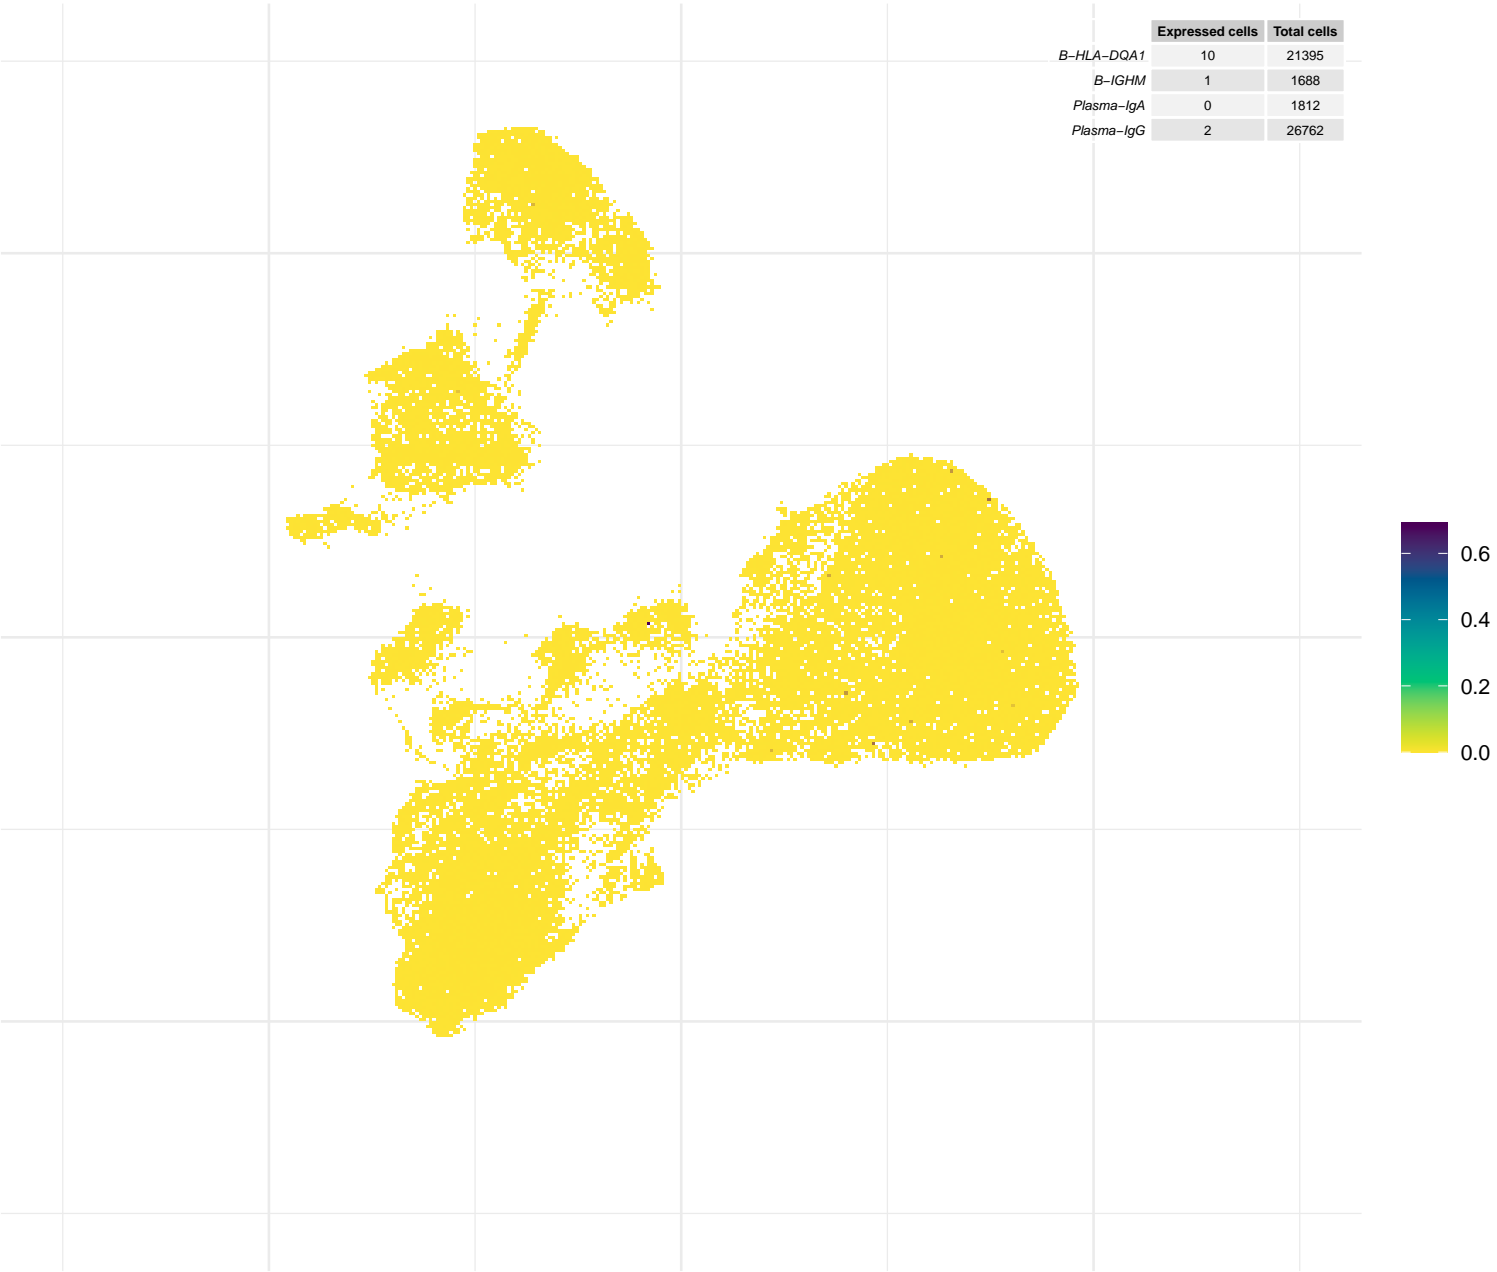 Expressed cells Total cells
B−HLA−DQA1 10 21395
B−IGHM 1 1688
Plasma−IgA 0 1812
Plasma−IgG 2 26762
0.6
0.4
0.2
0.0